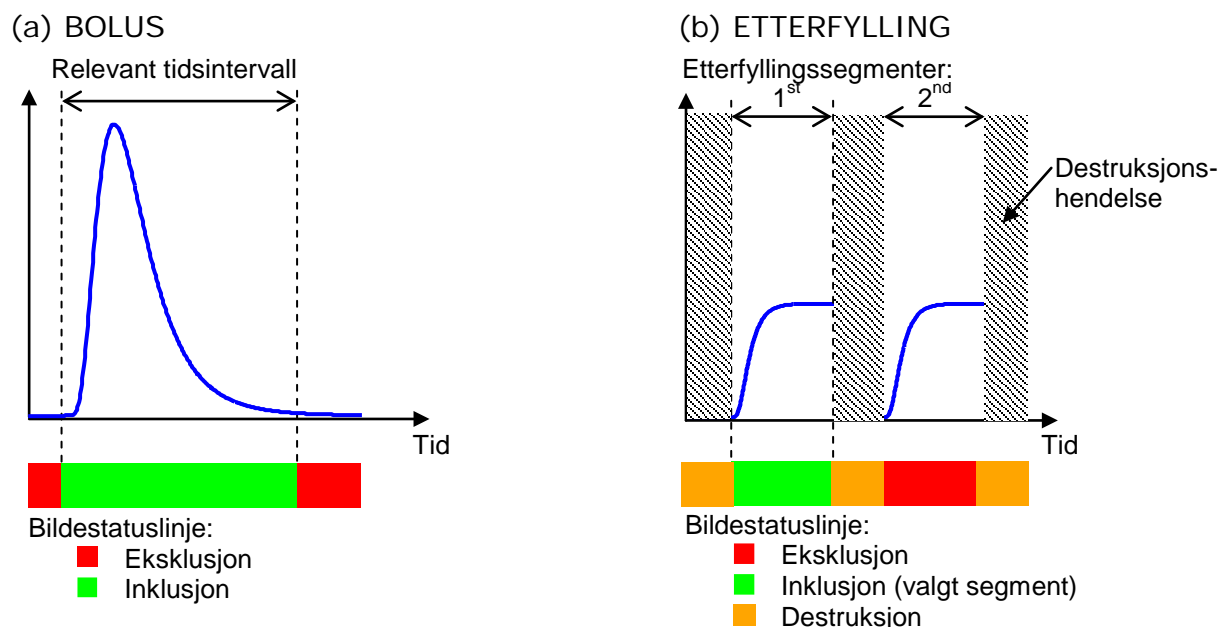 (a) BOLUS
Relevant tidsintervall
Tid
Bildestatuslinje:
Eksklusjon
Inklusjon
(b) ETTERFYLLING
Etterfyllingssegmenter:
1st
2nd
Destruksjons-
hendelse
Tid
Bildestatuslinje:
Eksklusjon
Inklusjon (valgt segment)
Destruksjon